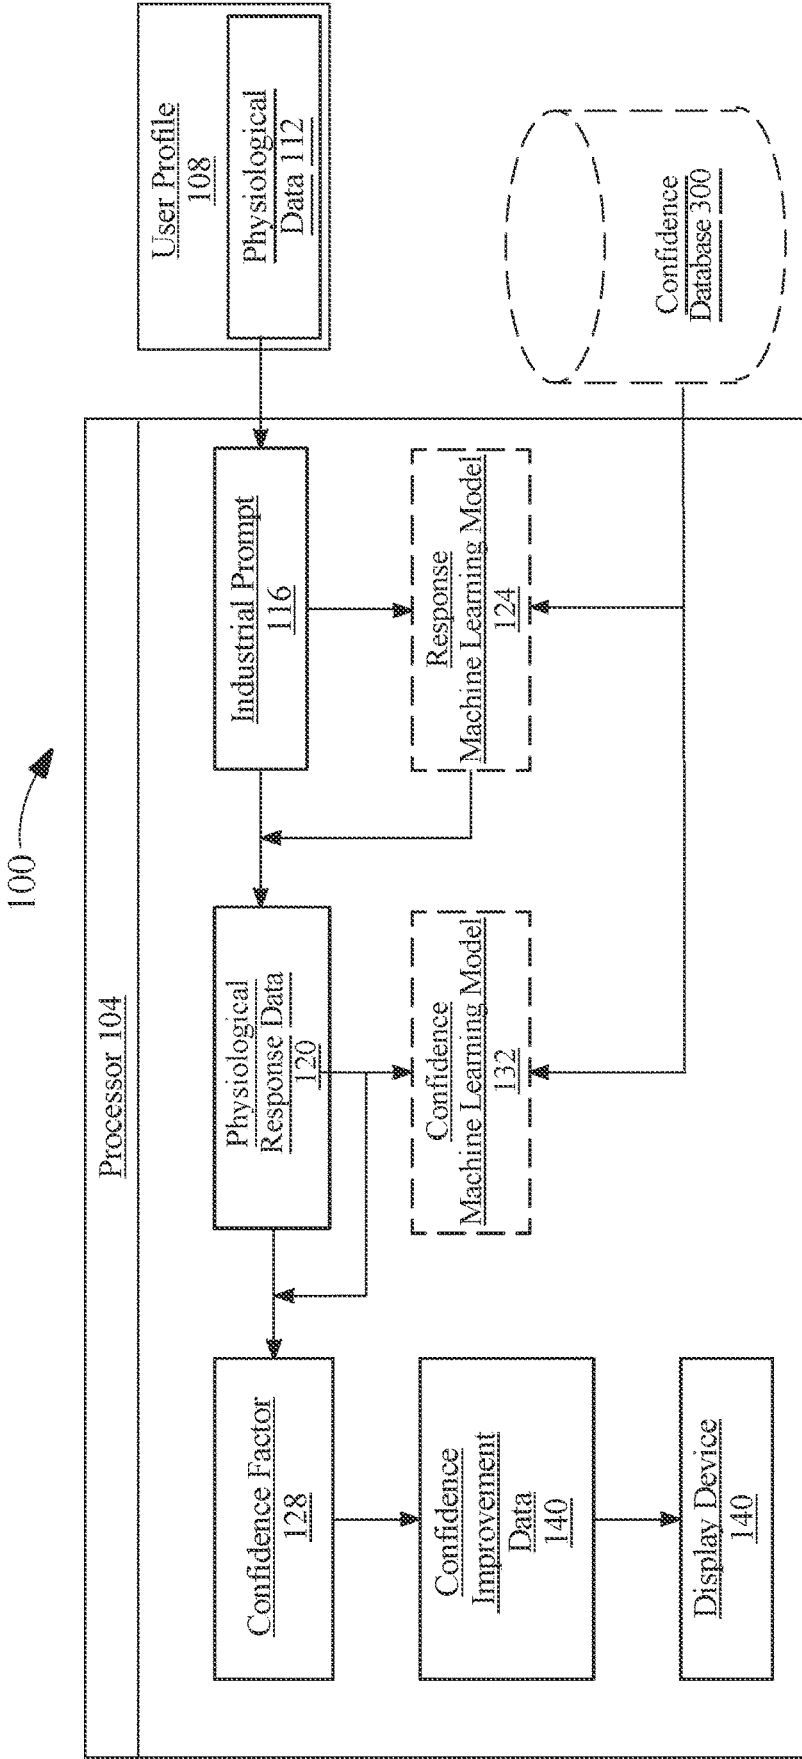 100
Processor 104
User Profile
108
Physiological
Data 112
Industrial Prompt
116
Physiological
Response Data
120
Confidence Factor
128
Response
Machine Learning Model
124
Confidence
Machine Learning Model
132
Confidence
Improvement
Data
140
Display Device
140
Confidence
Database 300